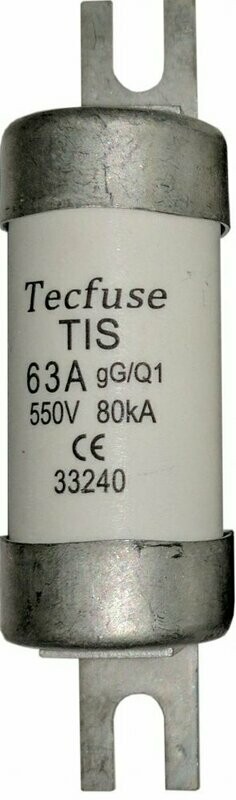 Tecfuse
TIS
63A gG/Q1
550V 80kA
CE
33240